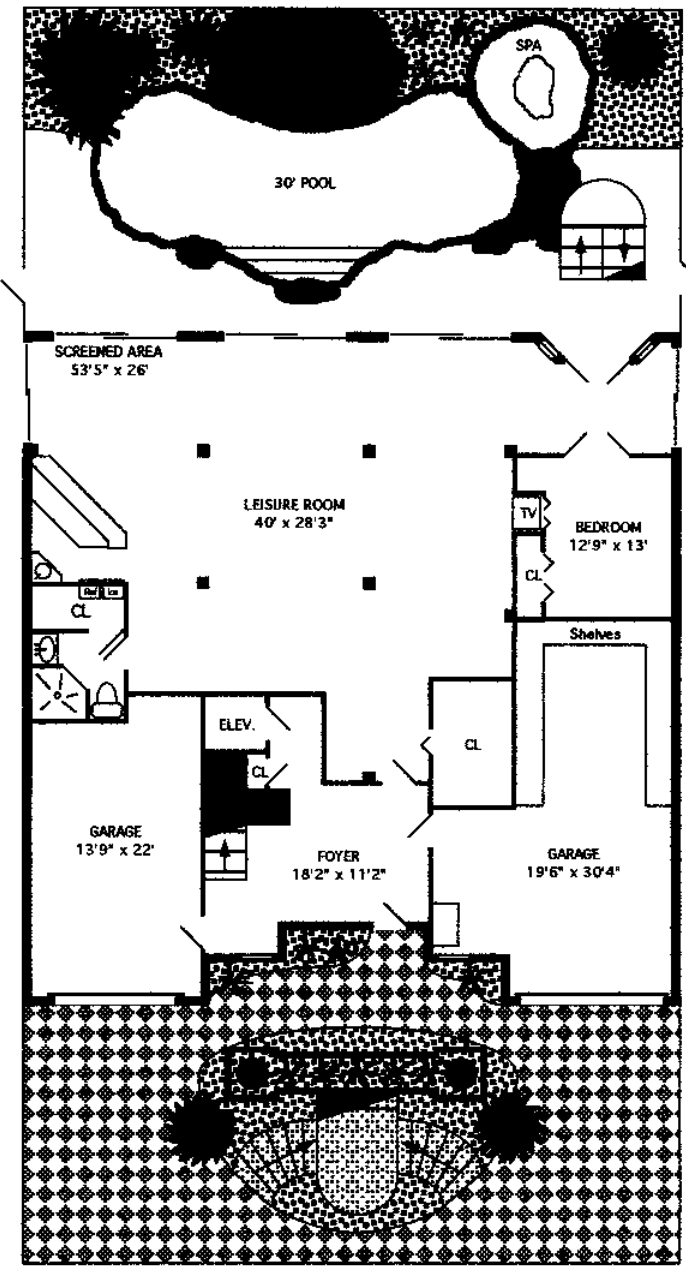 SPA
30' POOL
SCREENED AREA
53'5" x 26'
LEISURE ROOM
40' x 28'3"
TV
BEDROOM
12'9" x 13'
CL
Ref Ice
CL
Shelves
ELEV.
CL
CL
GARAGE
13'9" x 22'
FOYER
18'2" x 11'2"
GARAGE
19'6" x 30'4"